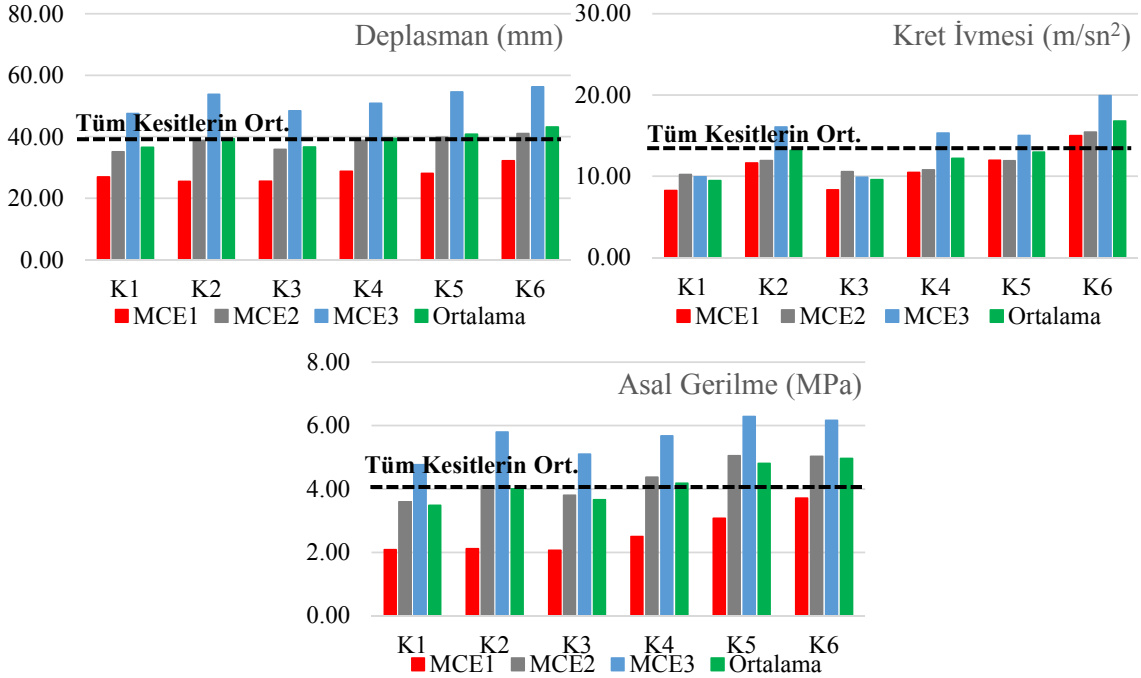 Deplasman (mm)
80.00
60.00
40.00
20.00
0.00
Tüm Kesitlerin Ort.
K1 K2 K3 K4 K5 K6
MCE1 MCE2 MCE3 Ortalama
Kret İvmesi (m/sn²)
30.00
20.00
10.00
0.00
Tüm Kesitlerin Ort.
K1 K2 K3 K4 K5 K6
MCE1 MCE2 MCE3 Ortalama
Asal Gerilme (MPa)
8.00
6.00
4.00
2.00
0.00
Tüm Kesitlerin Ort.
K1 K2 K3 K4 K5 K6
MCE1 MCE2 MCE3 Ortalama